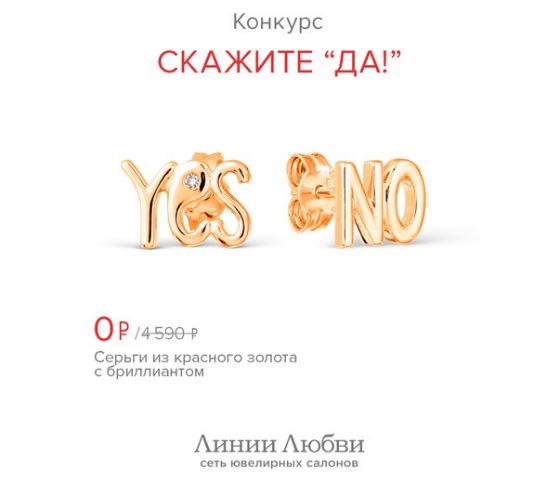 Конкурс
СКАЖИТЕ “ДА!”
YeS NO
0 ₽ /4 590 ₽
Серьги из красного золота
с бриллиантом
Линии Любви
сеть ювелирных салонов